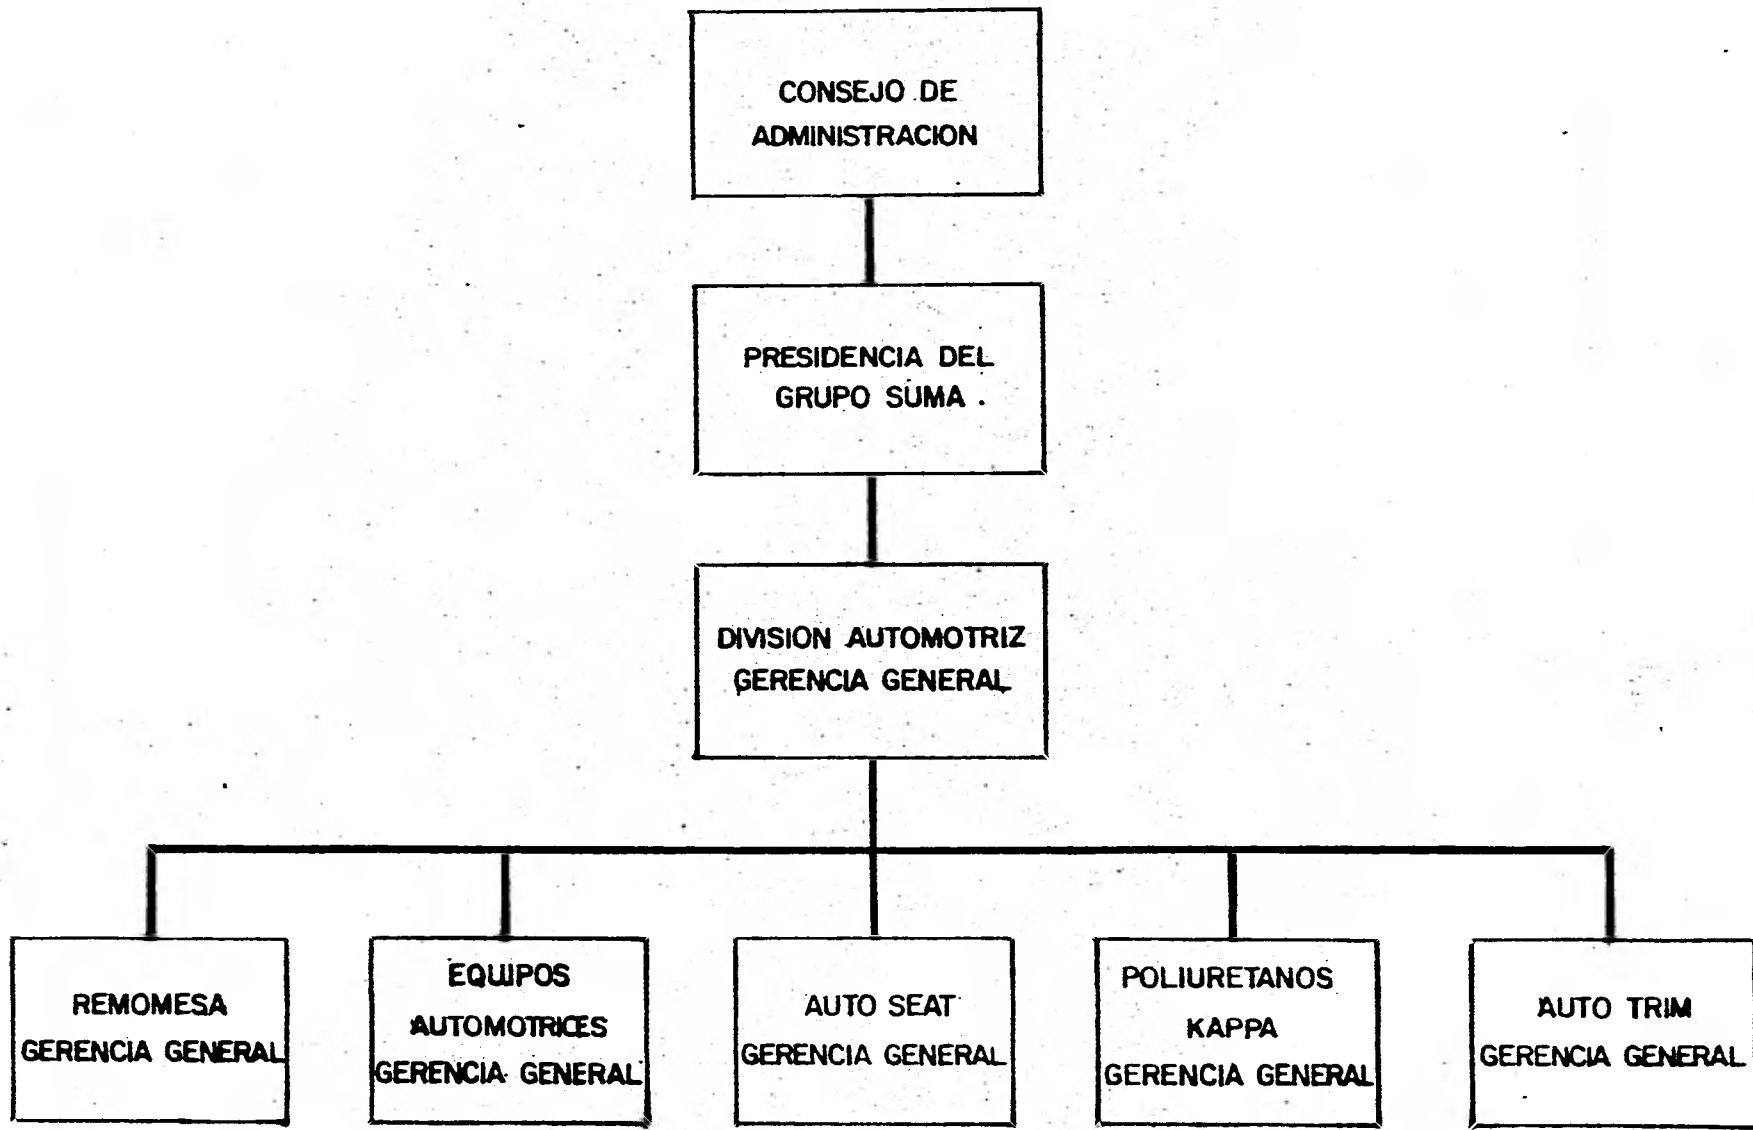 CONSEJO DE
ADMINISTRACION
PRESIDENCIA DEL
GRUPO SUMA
DIVISION AUTOMOTRIZ
GERENCIA GENERAL
REMOMESA
GERENCIA GENERAL
EQUIPOS
AUTOMOTRICES
GERENCIA GENERAL
AUTO SEAT
GERENCIA GENERAL
POLIURETANOS
KAPPA
GERENCIA GENERAL
AUTO TRIM
GERENCIA GENERAL